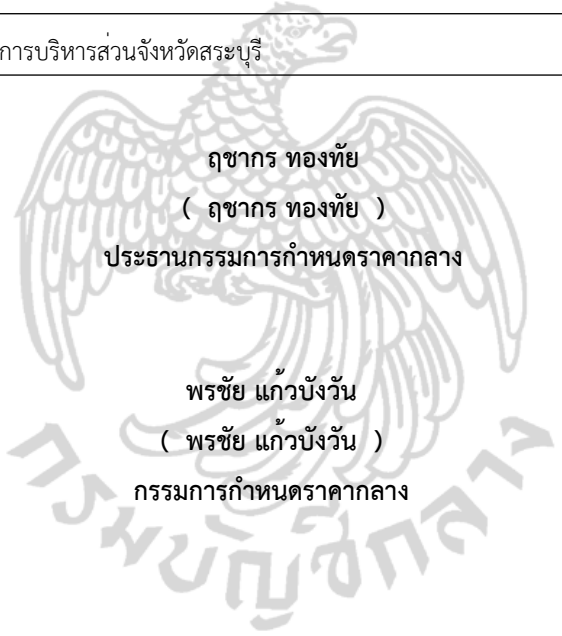 การบริหารส่วนจังหวัดสระบุรี
ฤชากร ทองทัย
( ฤชากร ทองทัย )
ประธานกรรมการกำหนดราคากลาง
พรชัย แก้วบังวัน
( พรชัย แก้วบังวัน )
กรรมการกำหนดราคากลาง
กรมบัญชีกลาง